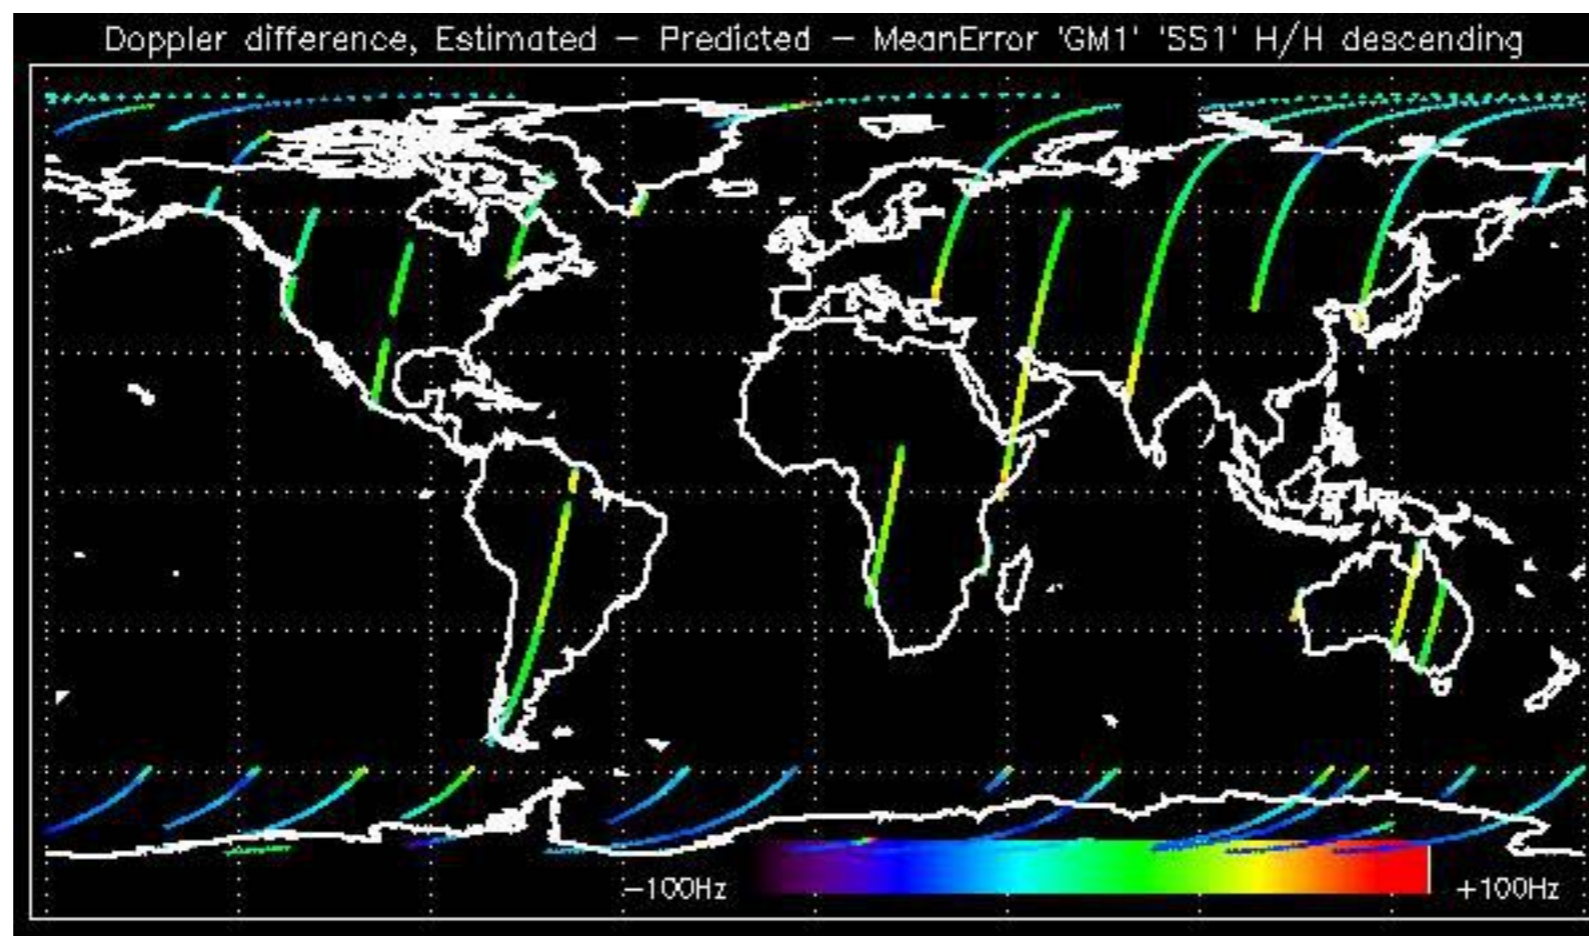 Doppler difference, Estimated – Predicted – MeanError 'GM1' 'SS1' H/H descending
–100Hz
+100Hz